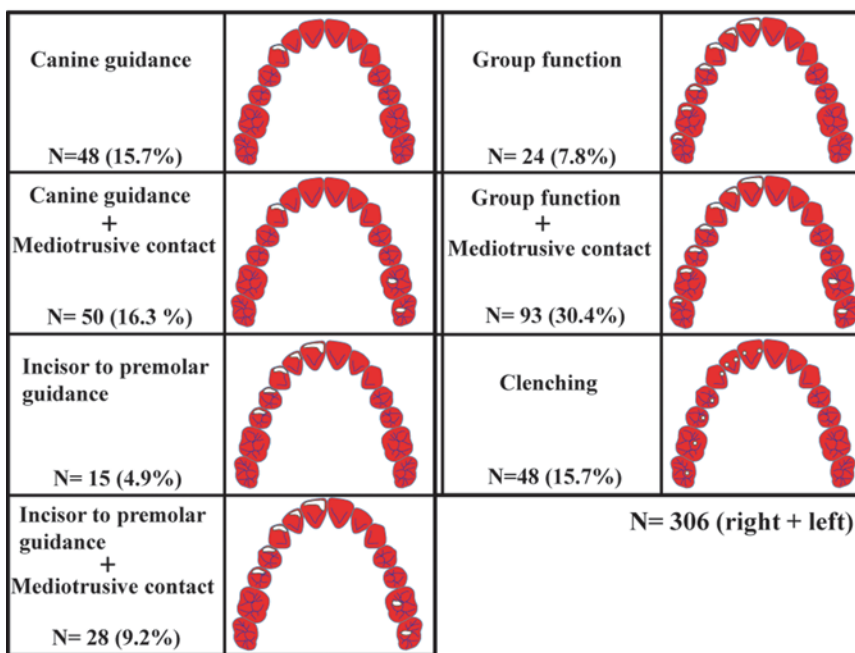 Canine guidance
N=48 (15.7%)
Group function
N= 24 (7.8%)
Canine guidance
+
Mediotrusive contact
N= 50 (16.3 %)
Group function
+
Mediotrusive contact
N= 93 (30.4%)
Incisor to premolar
guidance
N= 15 (4.9%)
Clenching
N=48 (15.7%)
Incisor to premolar
guidance
+
Mediotrusive contact
N= 28 (9.2%)
N= 306 (right + left)